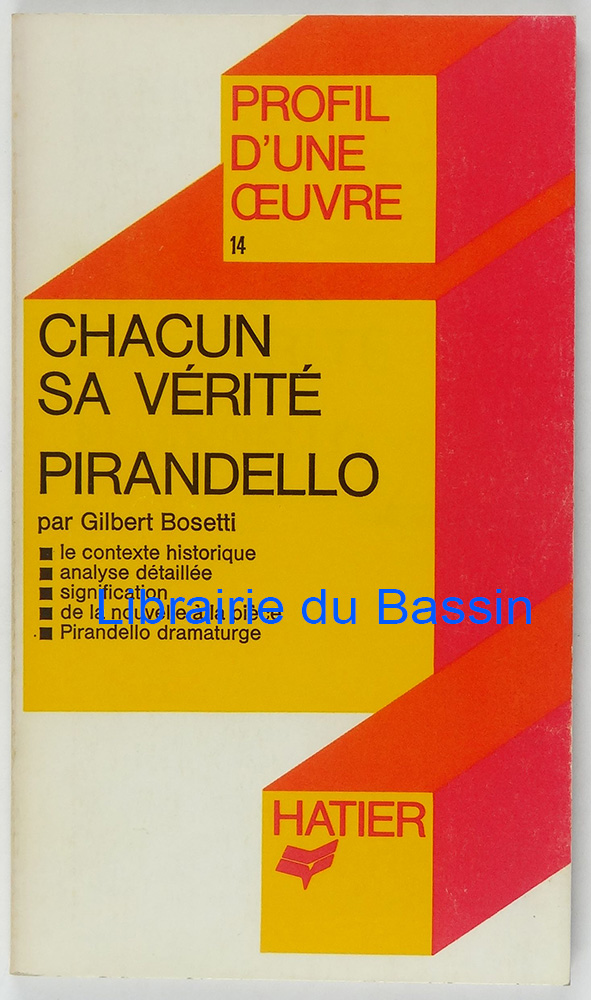 PROFIL
D'UNE
ŒUVRE
14
CHACUN
SA VÉRITÉ
PIRANDELLO
par Gilbert Bosetti
■ le contexte historique
■ analyse détaillée
■ signification
■ de la nouvelle à la pièce
■ Pirandello dramaturge
Librairie du Bassin
HATIER